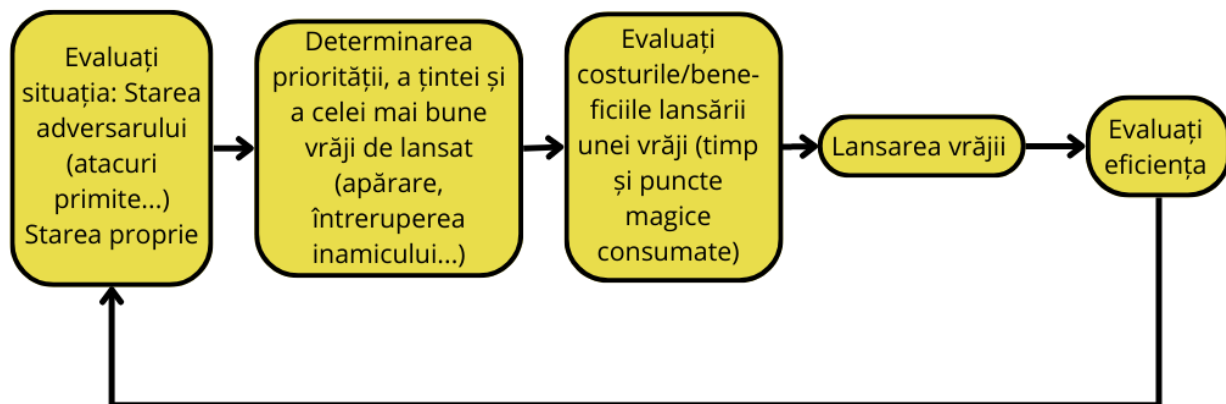 Evaluați
situația: Starea
adversarului
(atacuri
primite...)
Starea proprie
Determinarea
priorității, a țintei și
a celei mai bune
vrăji de lansat
(apărare,
întreruperea
inamicului...)
Evaluați
costurile/bene-
ficiile lansării
unei vrăji (timp
și puncte
magice
consumate)
Lansarea vrăjii
Evaluați
eficiența